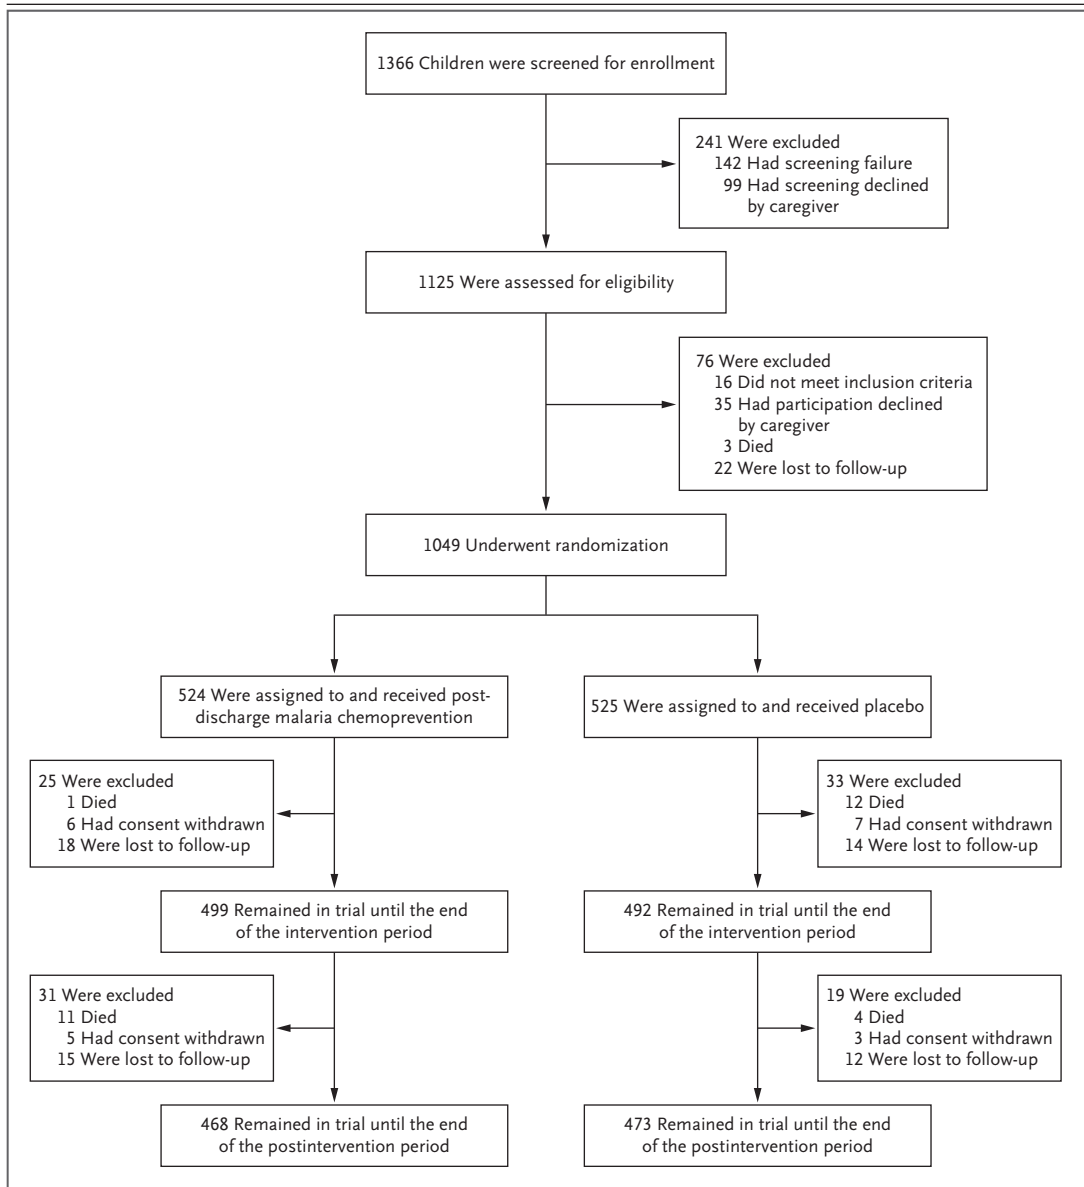 1366 Children were screened for enrollment
241 Were excluded
142 Had screening failure
99 Had screening declined
by caregiver
1125 Were assessed for eligibility
76 Were excluded
16 Did not meet inclusion criteria
35 Had participation declined
by caregiver
3 Died
22 Were lost to follow-up
1049 Underwent randomization
524 Were assigned to and received post-
discharge malaria chemoprevention
525 Were assigned to and received placebo
25 Were excluded
1 Died
6 Had consent withdrawn
18 Were lost to follow-up
33 Were excluded
12 Died
7 Had consent withdrawn
14 Were lost to follow-up
499 Remained in trial until the end
of the intervention period
492 Remained in trial until the end
of the intervention period
31 Were excluded
11 Died
5 Had consent withdrawn
15 Were lost to follow-up
19 Were excluded
4 Died
3 Had consent withdrawn
12 Were lost to follow-up
468 Remained in trial until the end
of the postintervention period
473 Remained in trial until the end
of the postintervention period